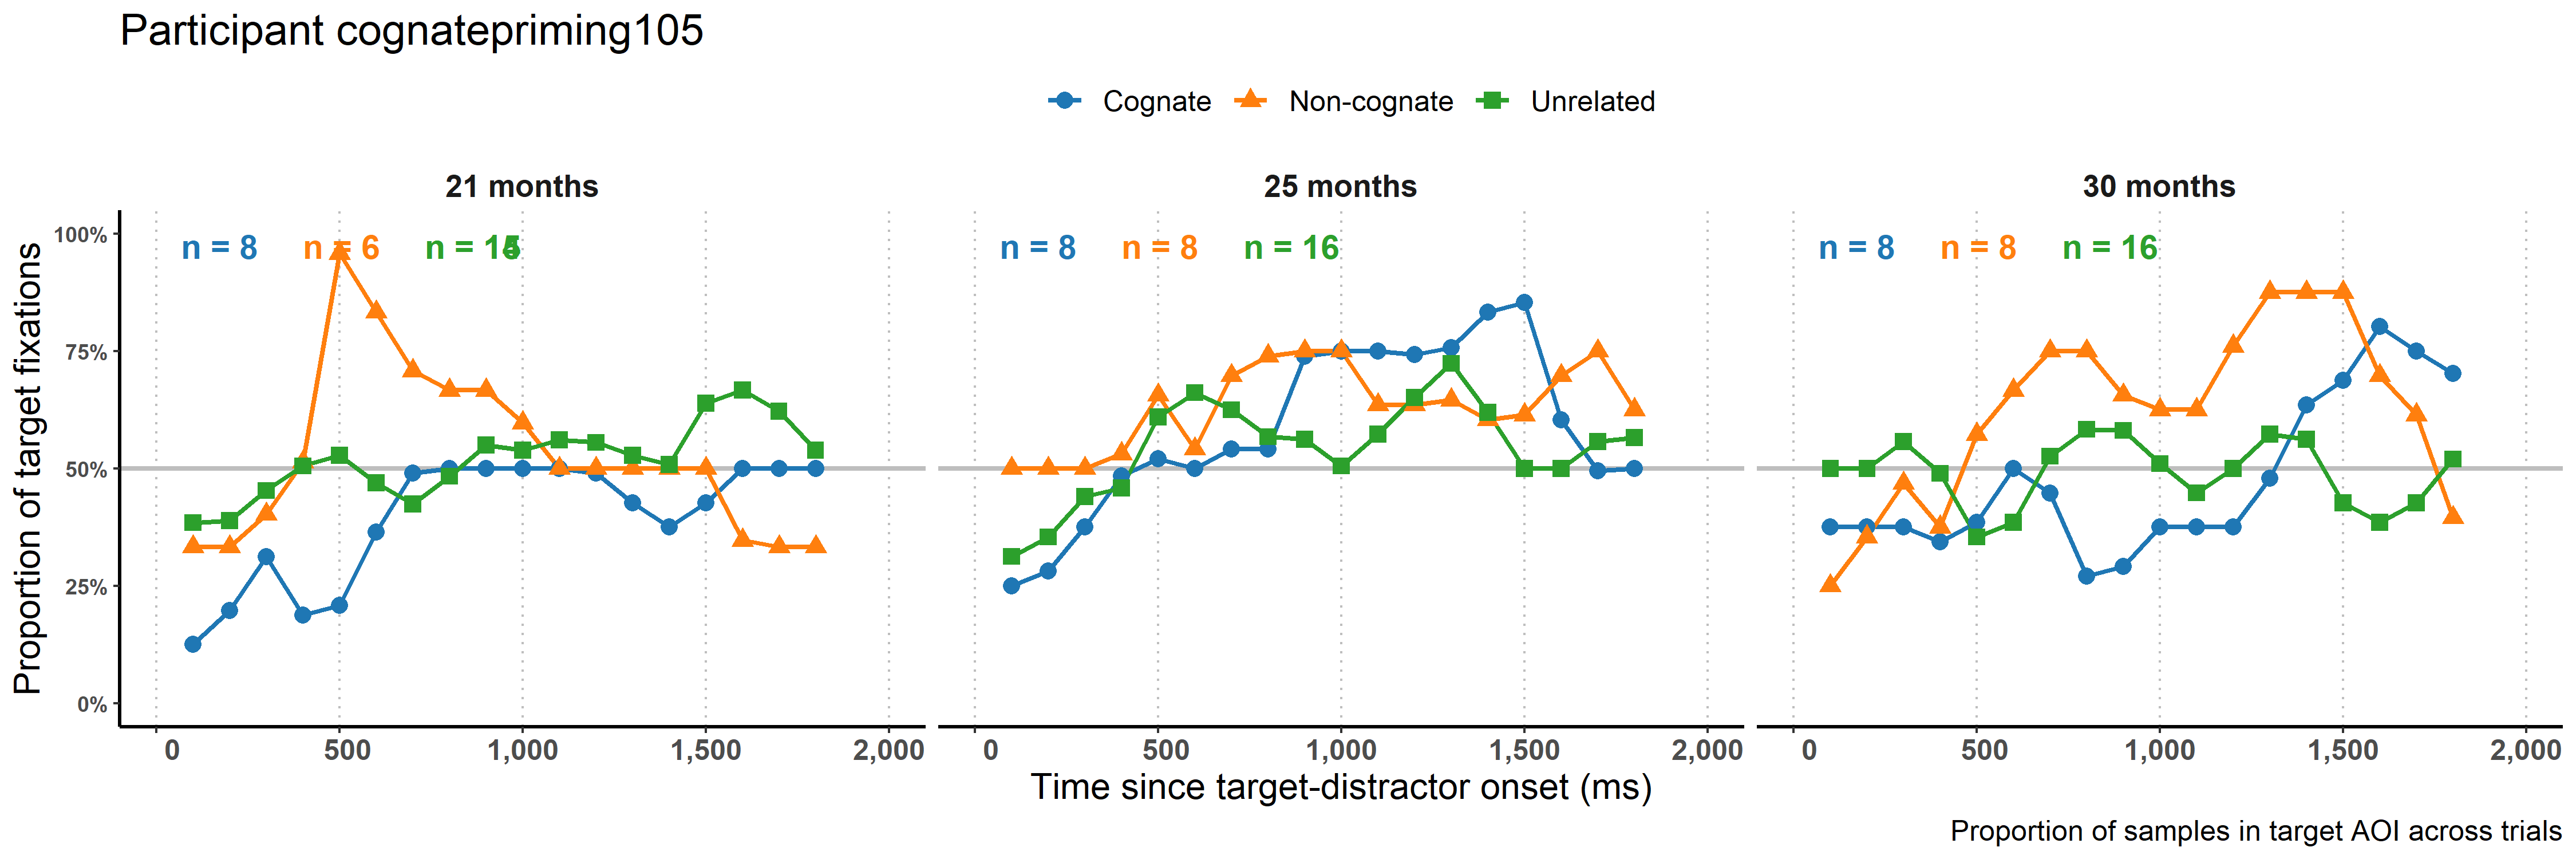 Participant cognatepriming105
Cognate Non-cognate Unrelated
21 months 25 months 30 months
n = 8 n = 6 n =
n = 8 n = 8 n = 16
n = 8 n = 8 n = 16
Proportion of target fixations
100%
75%
50%
25%
0%
0 500 1,000 1,500 2,000
0 500 1,000 1,500 2,000
0 500 1,000 1,500 2,000
Time since target-distractor onset (ms)
Proportion of samples in target AOI across trials